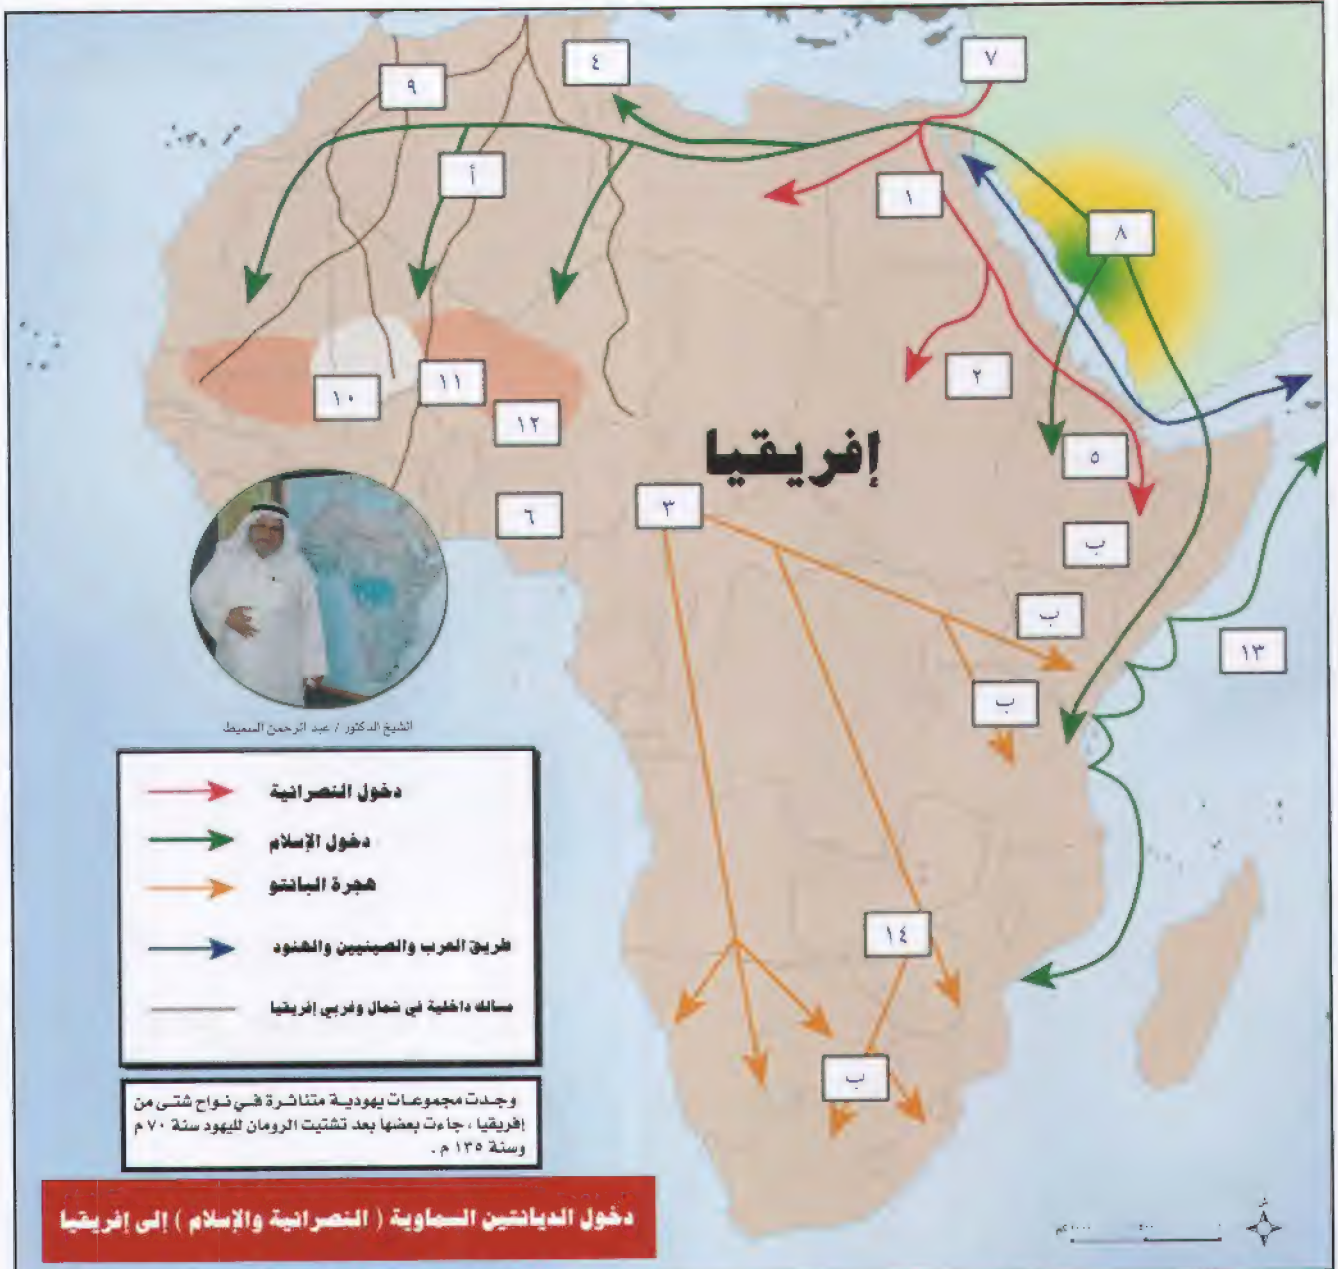 ٧
٤
٩
أ
١
٨
٢
١١
١٠
١٢
إفريقيا
٥
٣
٦
ب
ب
١٣
ب
الشيخ الدكتور / عبد الرحمن السميط
دخول النصرانية
دخول الإسلام
هجرة البانتو
طريق العرب والصينيين والهنود
مسالك داخلية في شمال وغربي إفريقيا
١٤
ب
وجدت مجموعات يهودية متناثرة في نواح شتى من
إفريقيا ، جاءت بعضها بعد تشتيت الرومان لليهود سنة ٧٠ م
وسنة ١٣٥ م .
دخول الديانتين السماوية ( النصرانية والإسلام ) إلى إفريقيا
ش